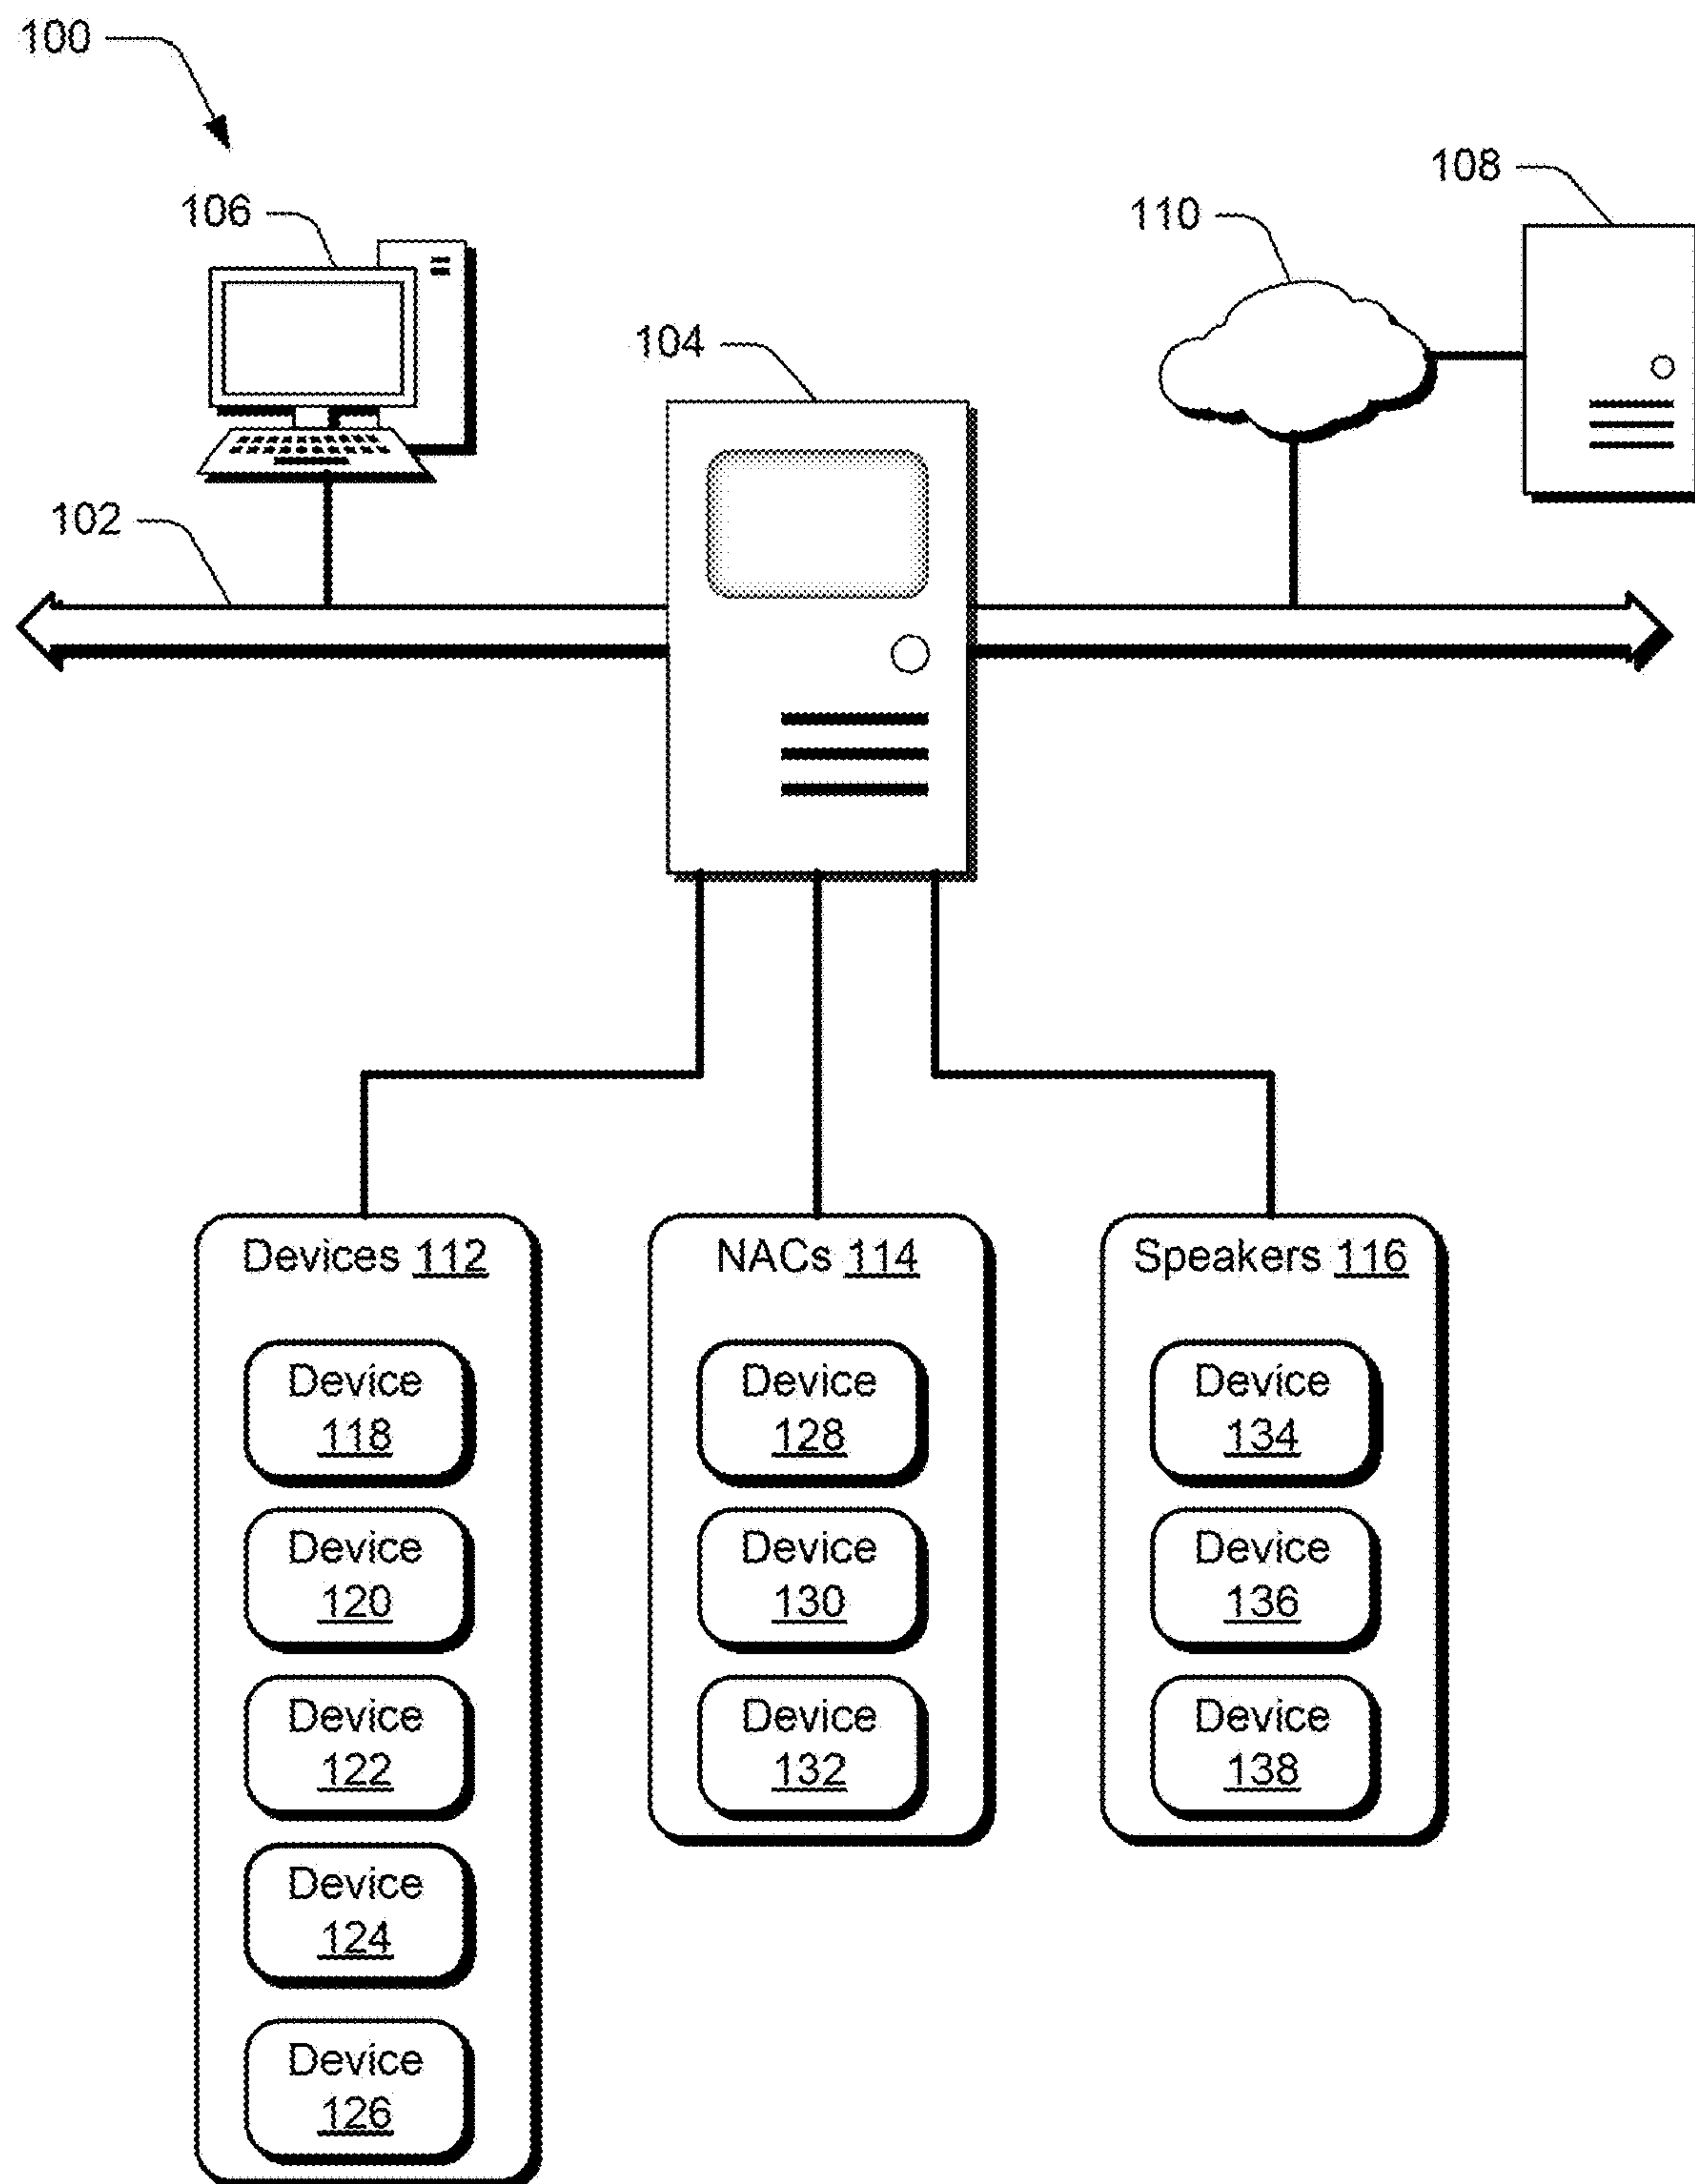 100
108
106
110
104
102
Devices 112
Device
118
Device
120
Device
122
Device
124
Device
126
NACs 114
Device
128
Device
130
Device
132
Speakers 116
Device
134
Device
136
Device
138